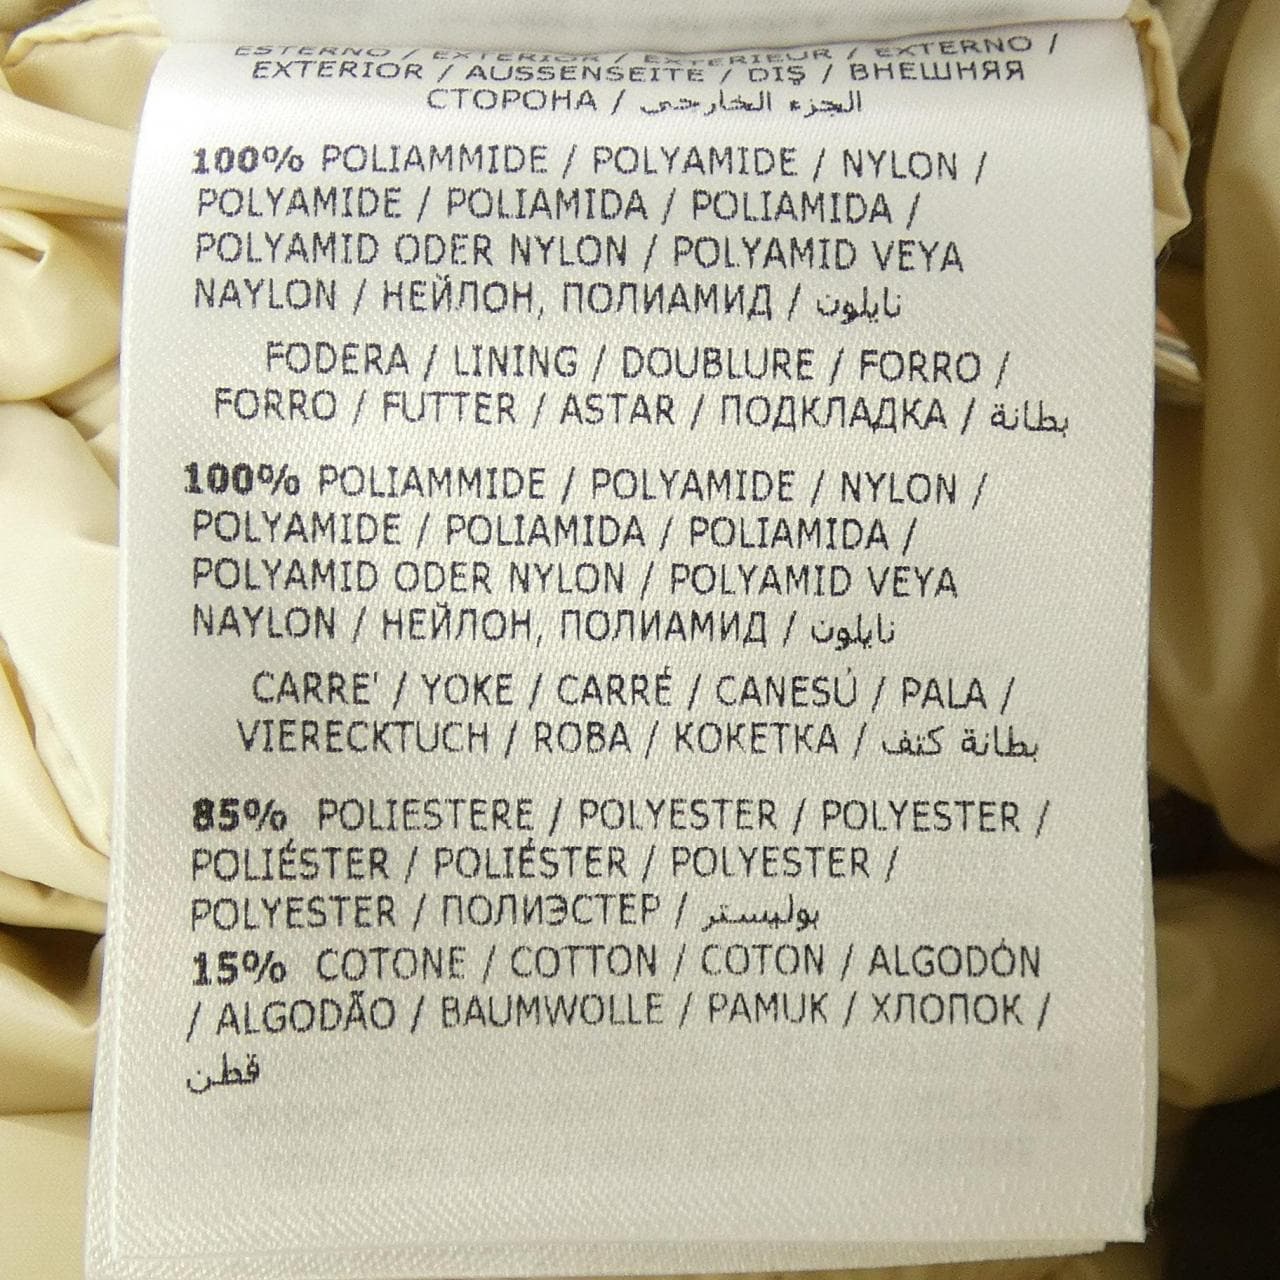 ESTERNO / EXTERIOR / EXTÉRIEUR / EXTERNO /
EXTERIOR / AUSSENSEITE / DIŞ / ВНЕШНЯЯ
СТОРОНА / الجزء الخارجي
100% POLIAMMIDE / POLYAMIDE / NYLON /
POLYAMIDE / POLIAMIDA / POLIAMIDA /
POLYAMID ODER NYLON / POLYAMID VEYA
NAYLON / НЕЙЛОН, ПОЛИАМИД / نايلون
FODERA / LINING / DOUBLURE / FORRO /
FORRO / FUTTER / ASTAR / ПОДКЛАДКА / بطانة
100% POLIAMMIDE / POLYAMIDE / NYLON /
POLYAMIDE / POLIAMIDA / POLIAMIDA /
POLYAMID ODER NYLON / POLYAMID VEYA
NAYLON / НЕЙЛОН, ПОЛИАМИД / نايلون
CARRE' / YOKE / CARRÉ / CANESÚ / PALA /
VIERECKTUCH / ROBA / КОКЕТКА / بطانة كتف
85% POLIESTERE / POLYESTER / POLYESTER /
POLIÉSTER / POLIÉSTER / POLYESTER /
POLYESTER / ПОЛИЭСТЕР / بوليستر
15% COTONE / COTTON / COTON / ALGODÓN
/ ALGODÃO / BAUMWOLLE / PAMUK / ХЛОПОК /
قطن